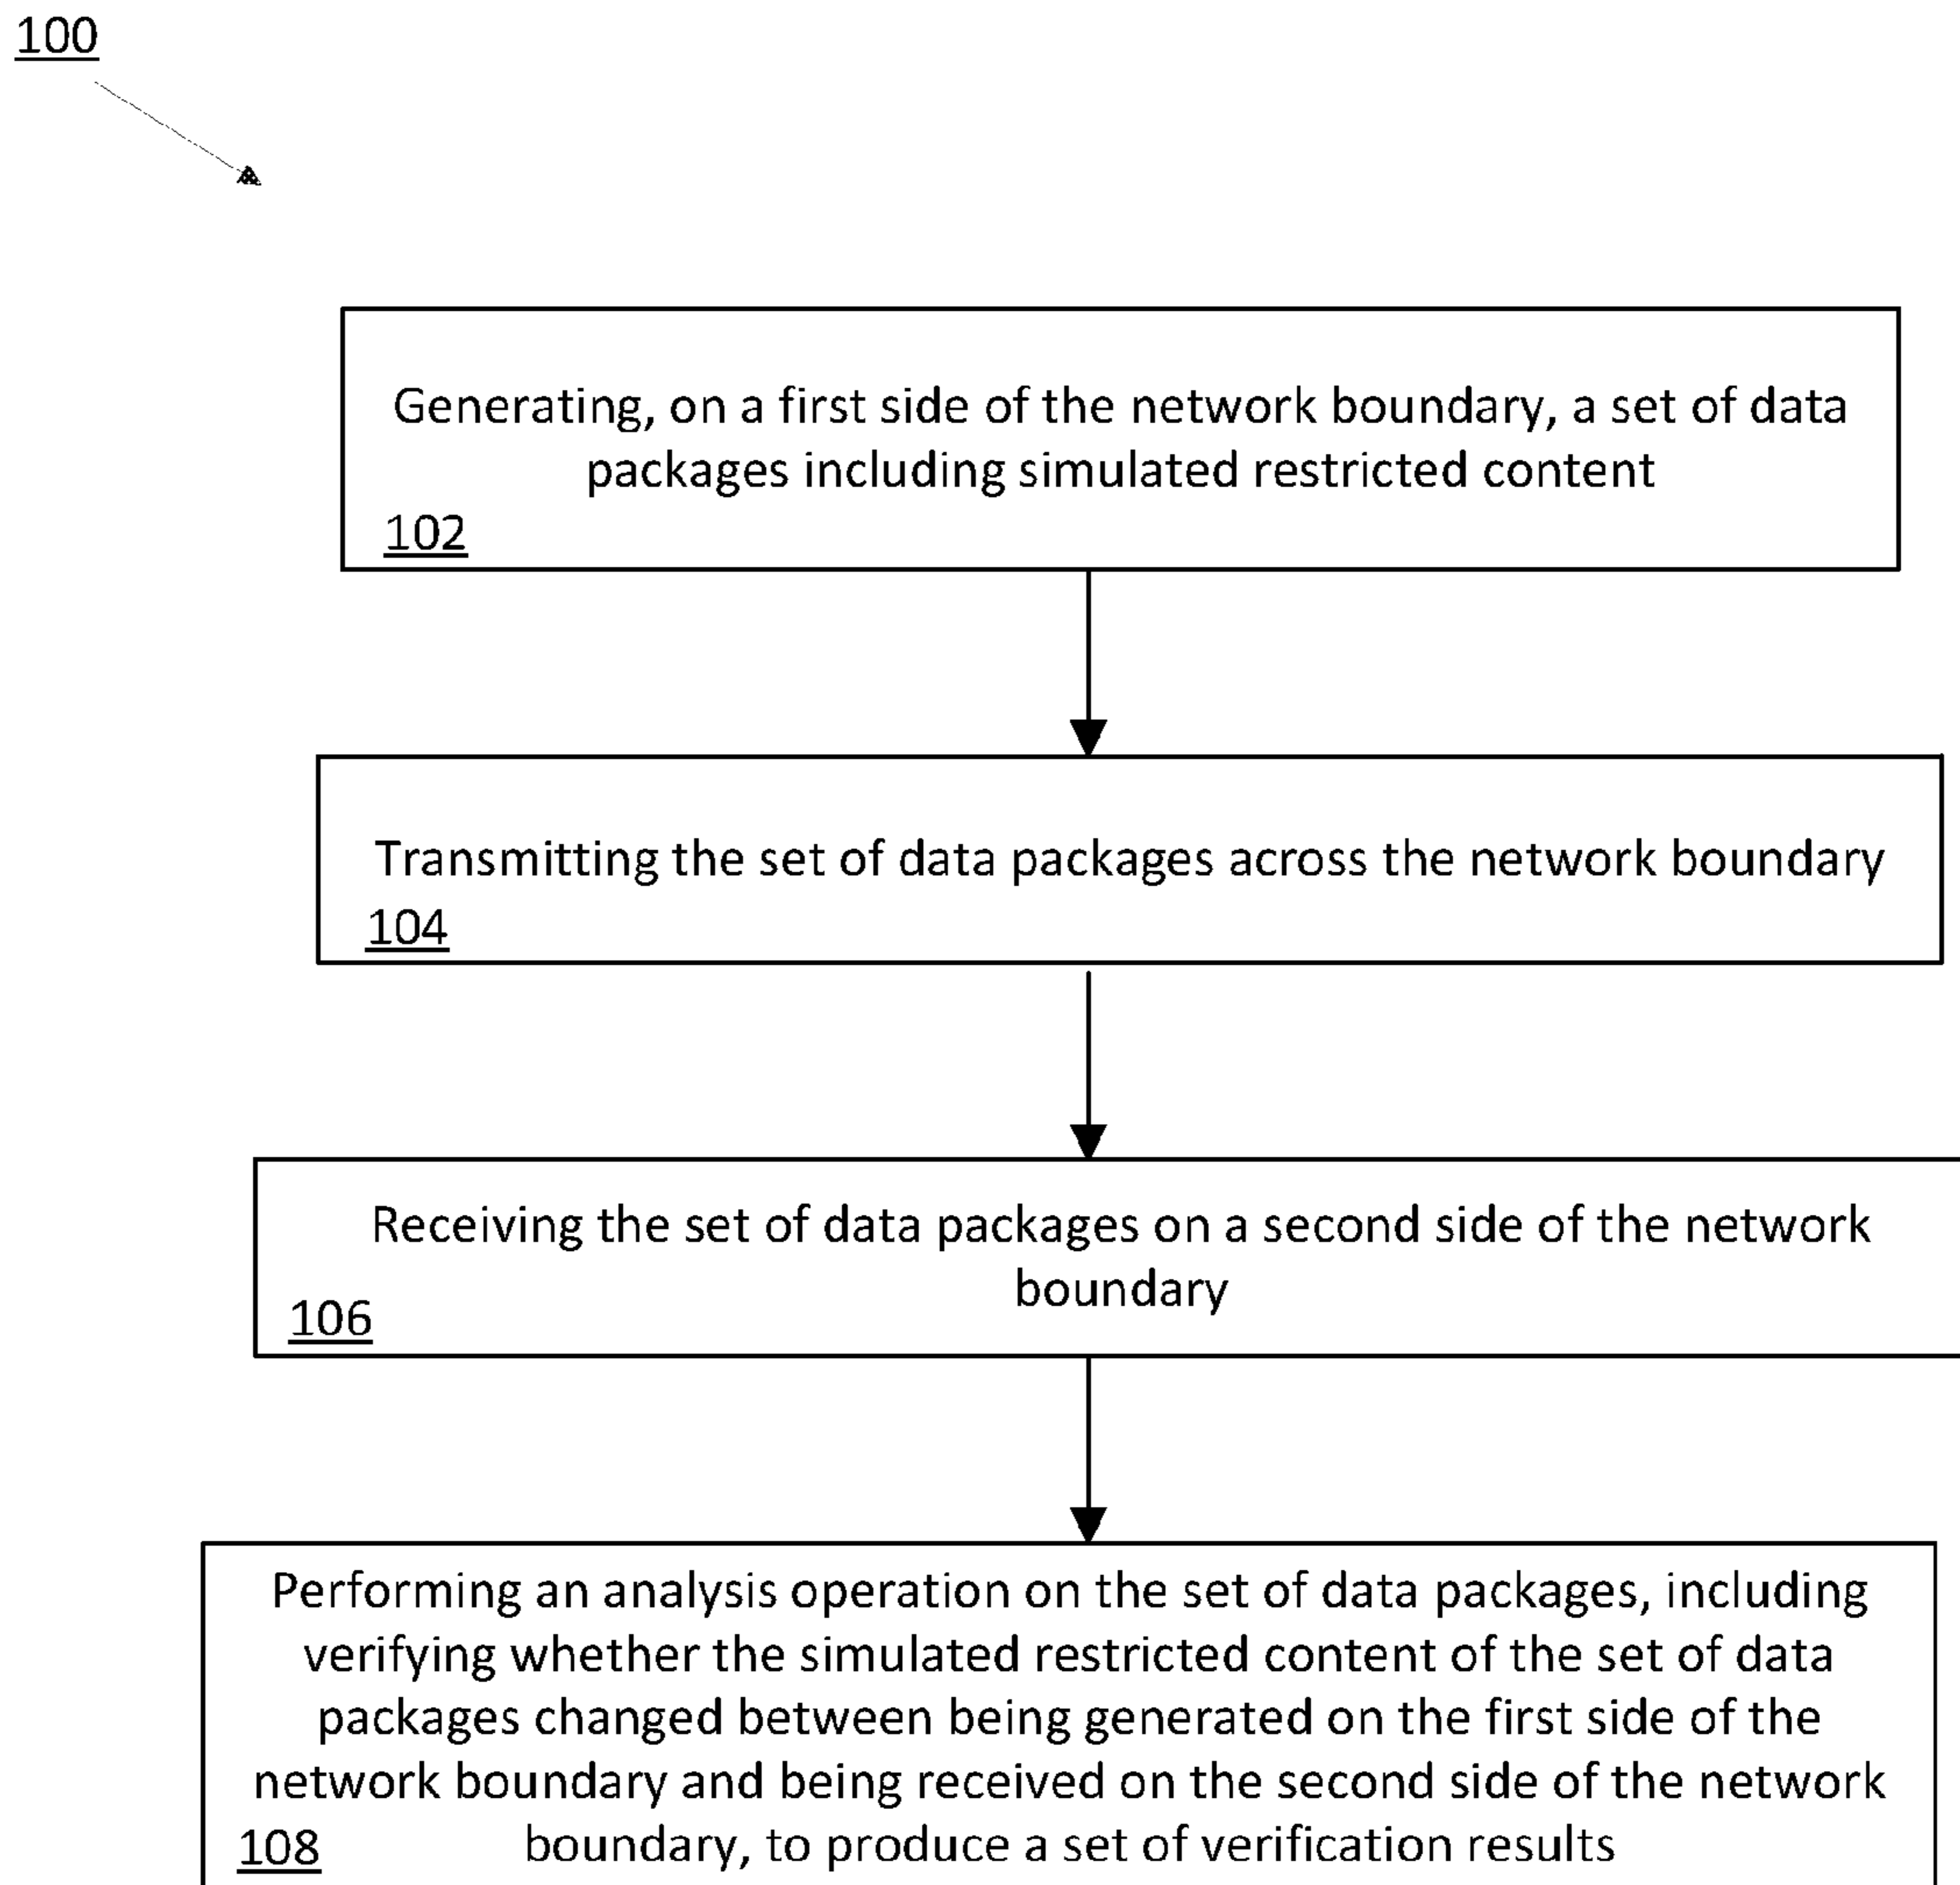 100
Generating, on a first side of the network boundary, a set of data
packages including simulated restricted content
102
Transmitting the set of data packages across the network boundary
104
Receiving the set of data packages on a second side of the network
boundary
106
Performing an analysis operation on the set of data packages, including
verifying whether the simulated restricted content of the set of data
packages changed between being generated on the first side of the
network boundary and being received on the second side of the network
boundary, to produce a set of verification results
108